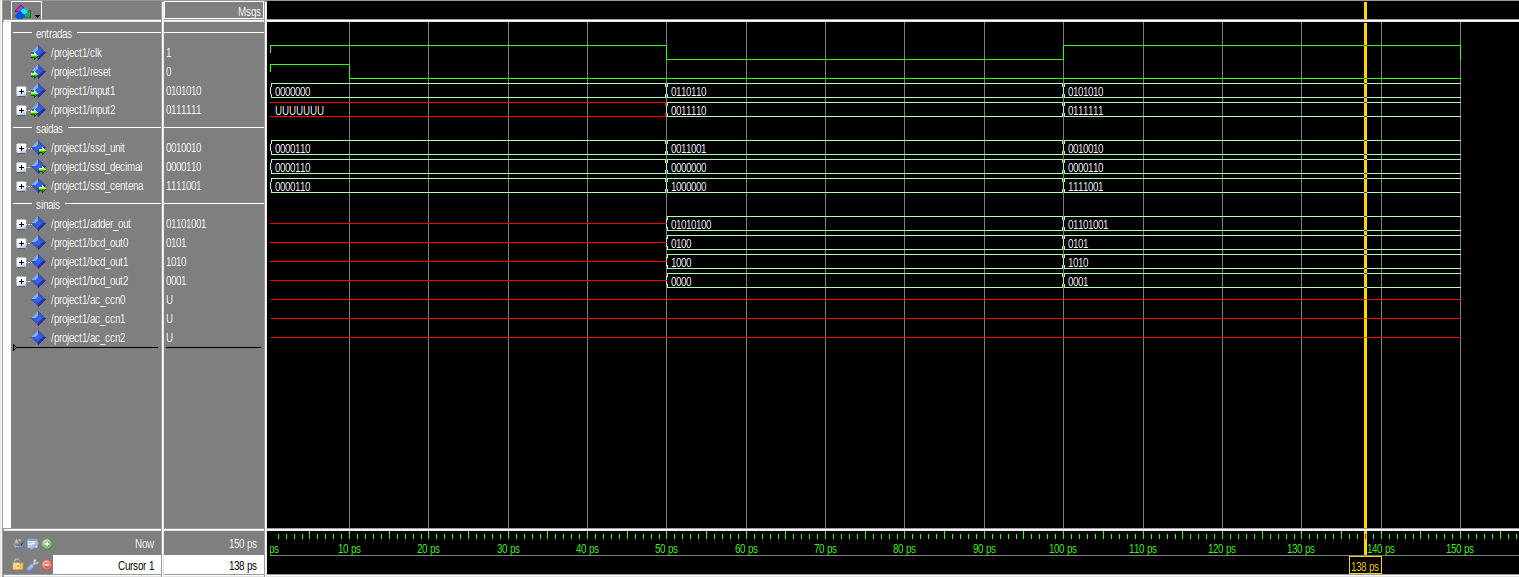 Msgs
entradas
/project1/clk 1
/project1/reset 0
/project1/input1 0101010 0000000 0110110 0101010
/project1/input2 0111111 UUUUUUU 0011110 0111111
saidas
/project1/ssd_unit 0010010 0000110 0011001 0010010
/project1/ssd_decimal 0000110 0000110 0000000 0000110
/project1/ssd_centena 1111001 0000110 1000000 1111001
sinais
/project1/adder_out 01101001 01010100 01101001
/project1/bcd_out0 0101 0100 0101
/project1/bcd_out1 1010 1000 1010
/project1/bcd_out2 0001 0000 0001
/project1/ac_ccn0 U
/project1/ac_ccn1 U
/project1/ac_ccn2 U
Now 150 ps ps 10 ps 20 ps 30 ps 40 ps 50 ps 60 ps 70 ps 80 ps 90 ps 100 ps 110 ps 120 ps 130 ps 140 ps 150 ps
Cursor 1 138 ps 138 ps